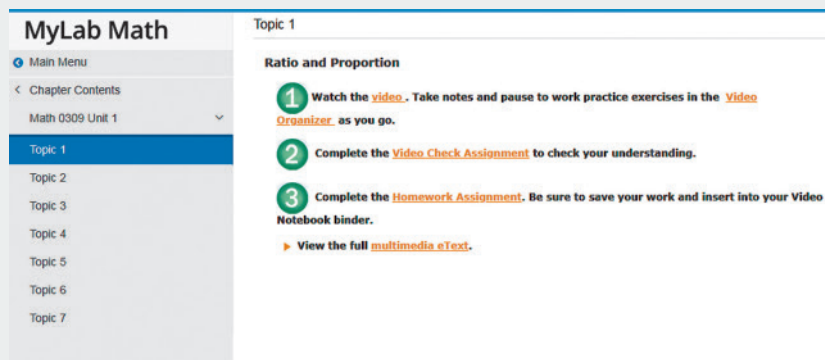 MyLab Math
Main Menu
Chapter Contents
Math 0309 Unit 1
Topic 1
Topic 2
Topic 3
Topic 4
Topic 5
Topic 6
Topic 7
Topic 1
Ratio and Proportion
1 Watch the video . Take notes and pause to work practice exercises in the Video
Organizer as you go.
2 Complete the Video Check Assignment to check your understanding.
3 Complete the Homework Assignment. Be sure to save your work and insert into your Video
Notebook binder.
View the full multimedia eText.